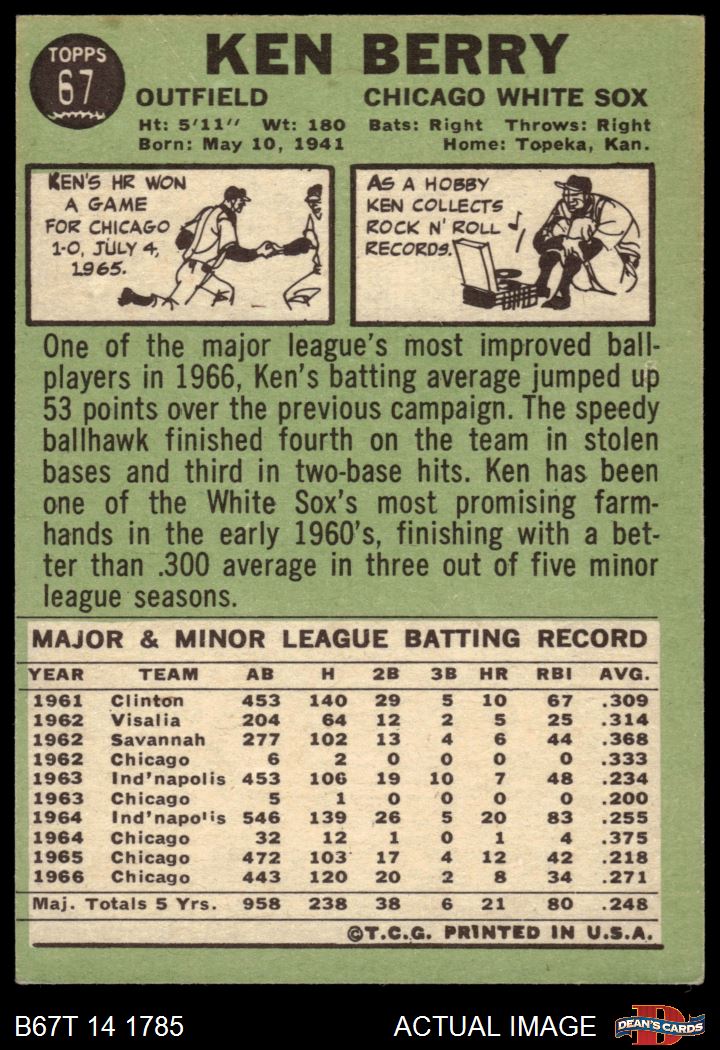 TOPPS
67
KEN BERRY
OUTFIELD CHICAGO WHITE SOX
Ht: 5'11" Wt: 180 Bats: Right Throws: Right
Born: May 10, 1941 Home: Topeka, Kan.
KEN'S HR WON
A GAME
FOR CHICAGO
1-0, JULY 4,
1965.
AS A HOBBY
KEN COLLECTS
ROCK N' ROLL
RECORDS.
One of the major league's most improved ball-
players in 1966, Ken's batting average jumped up
53 points over the previous campaign. The speedy
ballhawk finished fourth on the team in stolen
bases and third in two-base hits. Ken has been
one of the White Sox's most promising farm-
hands in the early 1960's, finishing with a bet-
ter than .300 average in three out of five minor
league seasons.
MAJOR & MINOR LEAGUE BATTING RECORD
YEAR TEAM AB H 2B 3B HR RBI AVG.
1961 Clinton 453 140 29 5 10 67 .309
1962 Visalia 204 64 12 2 5 25 .314
1962 Savannah 277 102 13 4 6 44 .368
1962 Chicago 6 2 0 0 0 0 .333
1963 Ind'napolis 453 106 19 10 7 48 .234
1963 Chicago 5 1 0 0 0 0 .200
1964 Ind'napolis 546 139 26 5 20 83 .255
1964 Chicago 32 12 1 0 1 4 .375
1965 Chicago 472 103 17 4 12 42 .218
1966 Chicago 443 120 20 2 8 34 .271
Maj. Totals 5 Yrs. 958 238 38 6 21 80 .248
©T.C.G. PRINTED IN U.S.A.
B67T 14 1785 ACTUAL IMAGE
D
DEAN'S CARDS